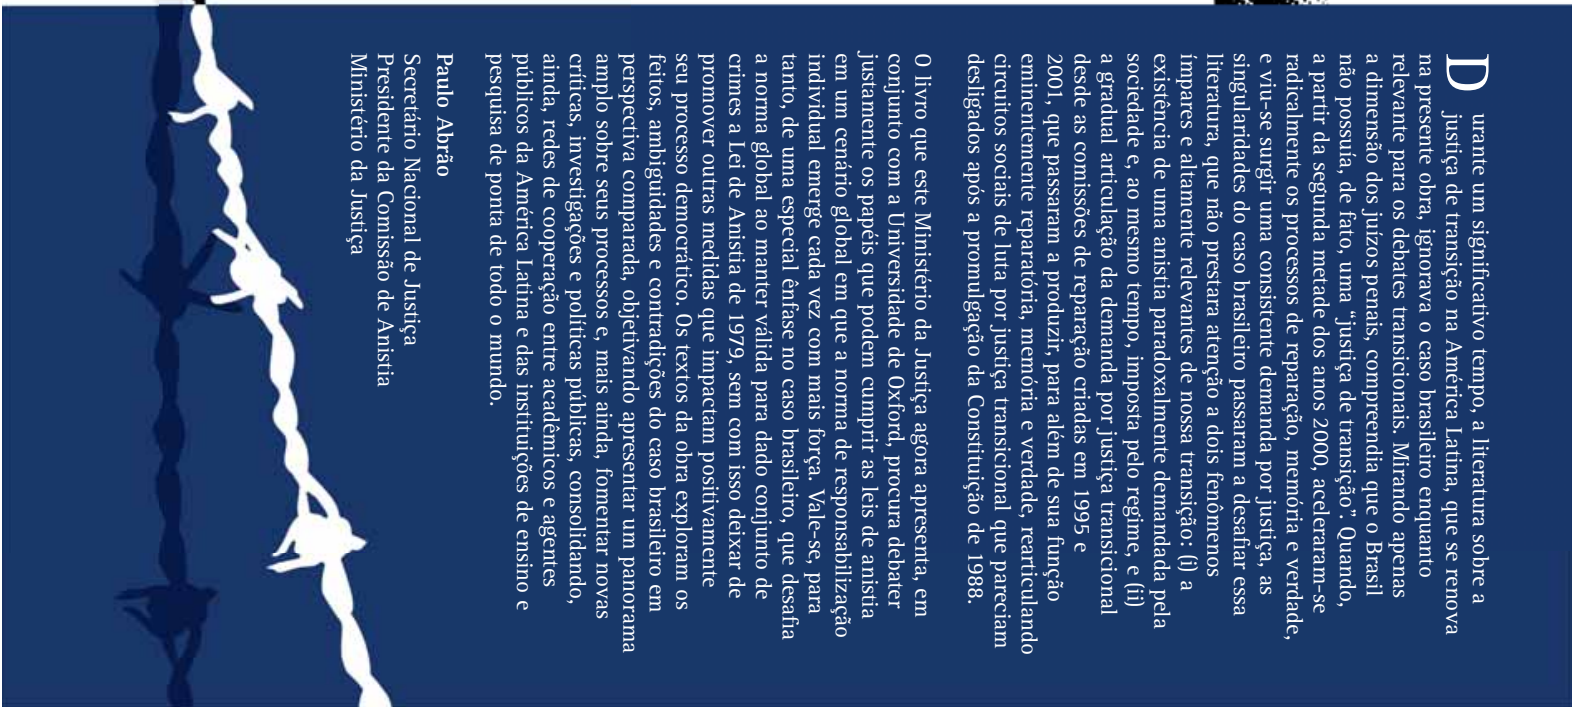 Durante um significativo tempo, a literatura sobre a
justiça de transição na América Latina, que se renova
na presente obra, ignorava o caso brasileiro enquanto
relevante para os debates transicionais. Mirando apenas
a dimensão dos juízos penais, compreendia que o Brasil
não possuía, de fato, uma “justiça de transição”. Quando,
a partir da segunda metade dos anos 2000, aceleraram-se
radicalmente os processos de reparação, memória e verdade,
e viu-se surgir uma consistente demanda por justiça, as
singularidades do caso brasileiro passaram a desafiar essa
literatura, que não prestara atenção a dois fenômenos
ímpares e altamente relevantes de nossa transição: (i) a
existência de uma anistia paradoxalmente demandada pela
sociedade e, ao mesmo tempo, imposta pelo regime, e (ii)
a gradual articulação da demanda por justiça transicional
desde as comissões de reparação criadas em 1995 e
2001, que passaram a produzir, para além de sua função
eminentemente reparatória, memória e verdade, rearticulando
circuitos sociais de luta por justiça transicional que pareciam
desligados após a promulgação da Constituição de 1988.
O livro que este Ministério da Justiça agora apresenta, em
conjunto com a Universidade de Oxford, procura debater
justamente os papéis que podem cumprir as leis de anistia
em um cenário global em que a norma de responsabilização
individual emerge cada vez com mais força. Vale-se, para
tanto, de uma especial ênfase no caso brasileiro, que desafia
a norma global ao manter válida para dado conjunto de
crimes a Lei de Anistia de 1979, sem com isso deixar de
promover outras medidas que impactam positivamente
seu processo democrático. Os textos da obra exploram os
feitos, ambiguidades e contradições do caso brasileiro em
perspectiva comparada, objetivando apresentar um panorama
amplo sobre seus processos e, mais ainda, fomentar novas
críticas, investigações e políticas públicas, consolidando,
ainda, redes de cooperação entre acadêmicos e agentes
públicos da América Latina e das instituições de ensino e
pesquisa de ponta de todo o mundo.
Paulo Abrão
Secretário Nacional de Justiça
Presidente da Comissão de Anistia
Ministério da Justiça